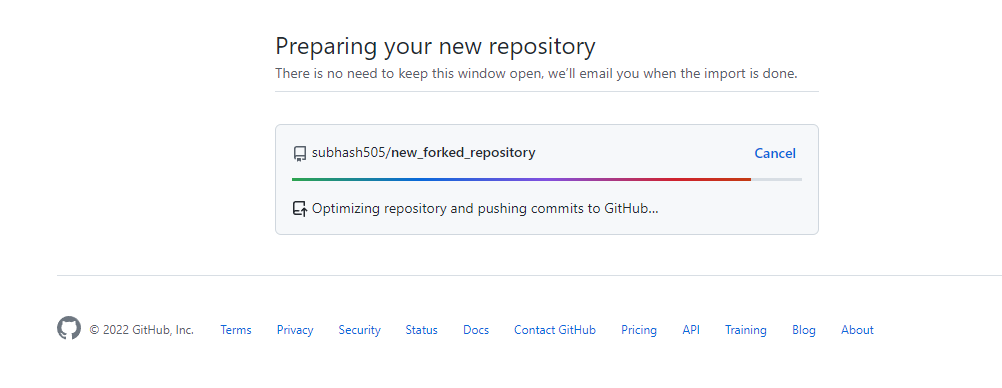 Preparing your new repository
There is no need to keep this window open, we'll email you when the import is done.
subhash505/new_forked_repository Cancel
Optimizing repository and pushing commits to GitHub...
© 2022 GitHub, Inc. Terms Privacy Security Status Docs Contact GitHub Pricing API Training Blog About